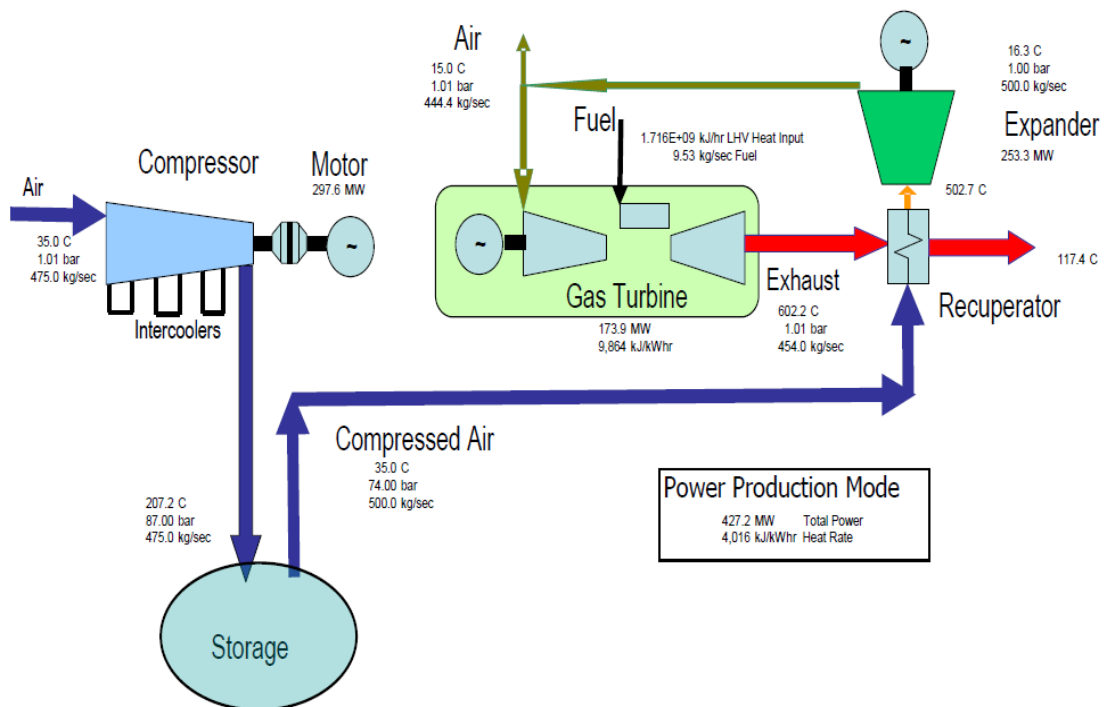 Air
35.0 C
1.01 bar
475.0 kg/sec
Compressor
Intercoolers
Motor
297.6 MW
~
207.2 C
87.00 bar
475.0 kg/sec
Storage
Compressed Air
35.0 C
74.00 bar
500.0 kg/sec
Air
15.0 C
1.01 bar
444.4 kg/sec
Fuel
1.716E+09 kJ/hr LHV Heat Input
9.53 kg/sec Fuel
~
Gas Turbine
173.9 MW
9,864 kJ/kWhr
Exhaust
602.2 C
1.01 bar
454.0 kg/sec
~
16.3 C
1.00 bar
500.0 kg/sec
Expander
253.3 MW
502.7 C
117.4 C
Recuperator
Power Production Mode
427.2 MW Total Power
4,016 kJ/kWhr Heat Rate